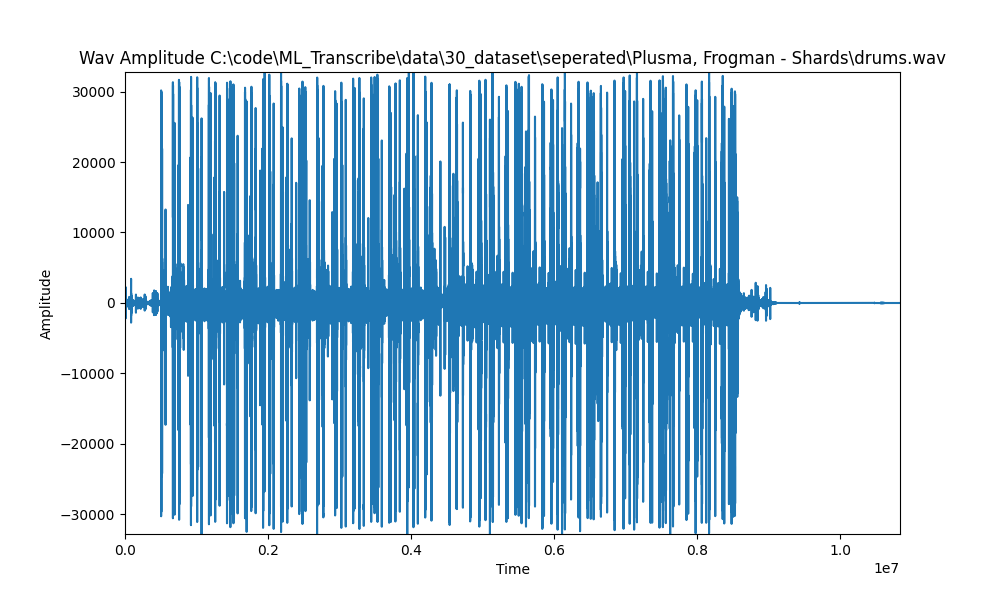 Wav Amplitude C:\code\ML_Transcribe\data\30_dataset\seperated\Plusma, Frogman - Shards\drums.wav
30000
20000
10000
0
−10000
−20000
−30000
Amplitude
0.0 0.2 0.4 0.6 0.8 1.0
1e7
Time